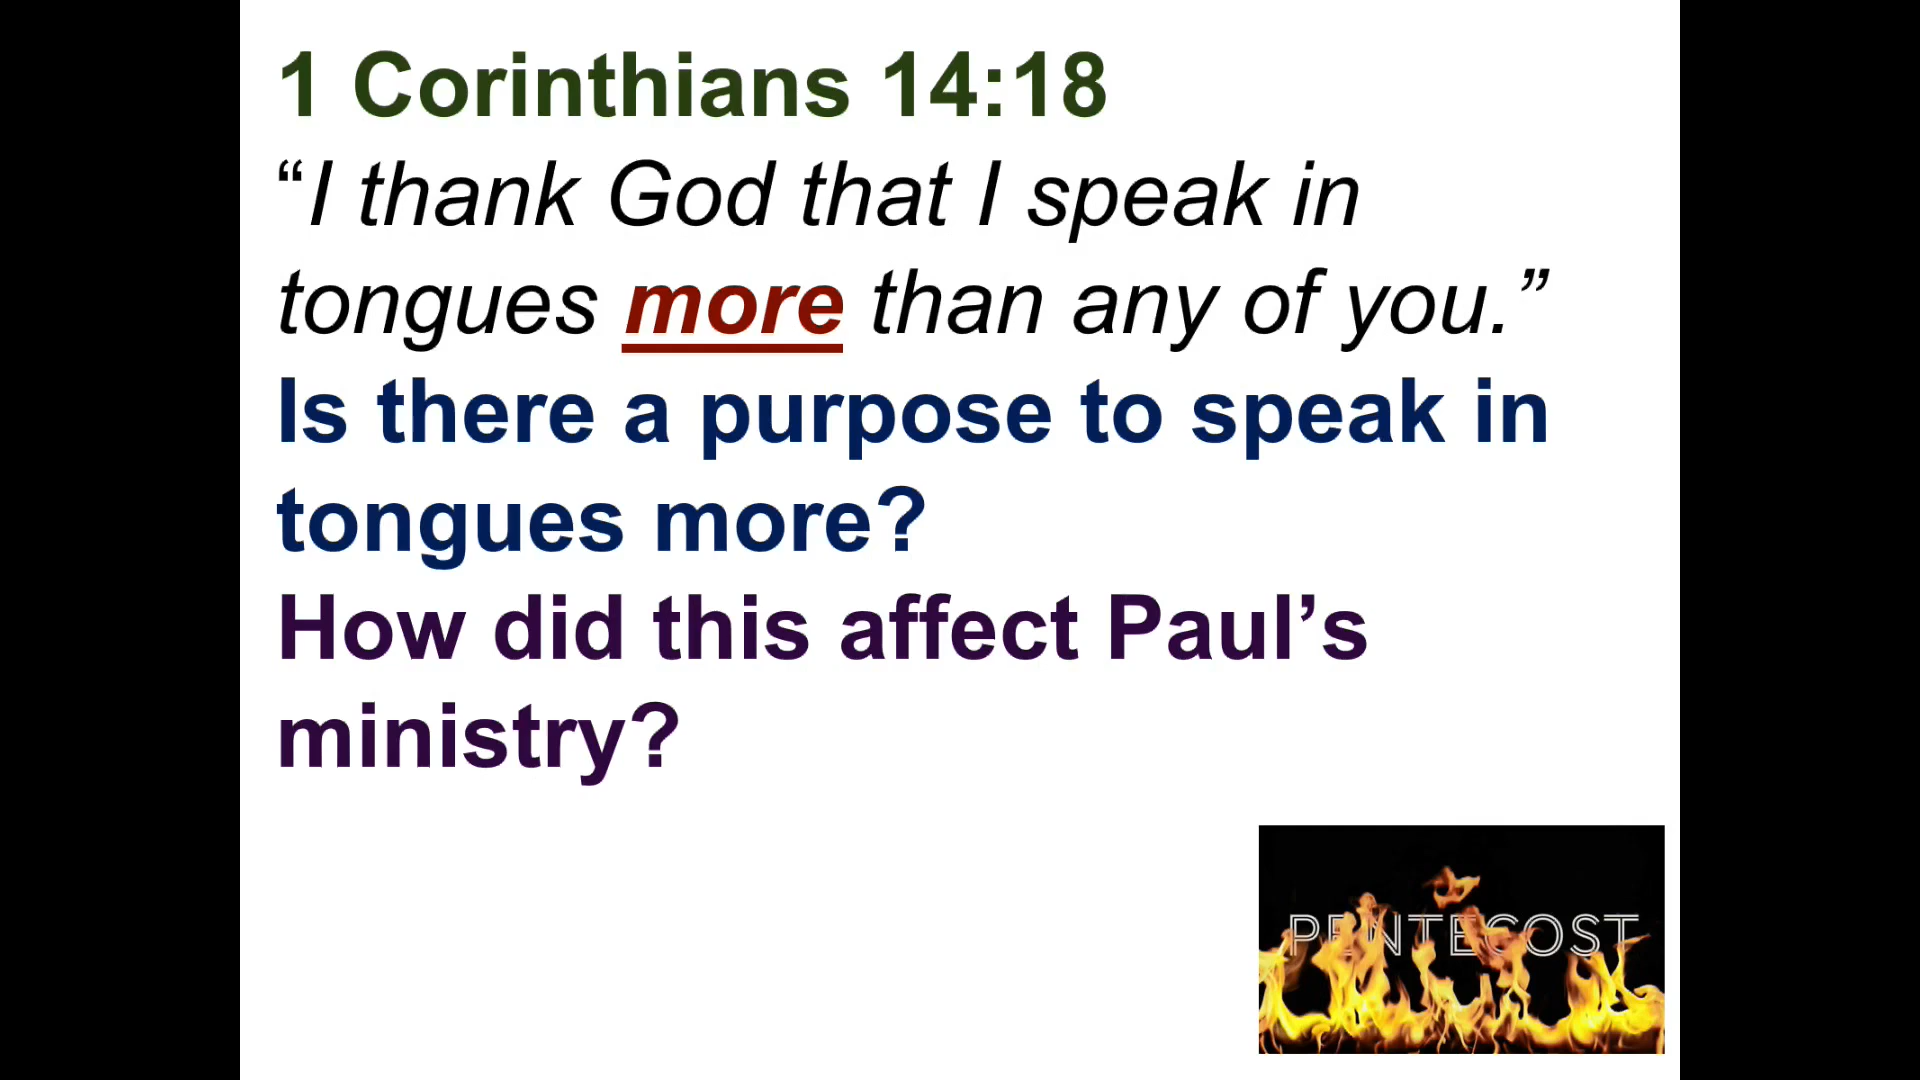 1 Corinthians 14:18
“I thank God that I speak in
tongues more than any of you.”
Is there a purpose to speak in
tongues more?
How did this affect Paul’s
ministry?
PENTECOST